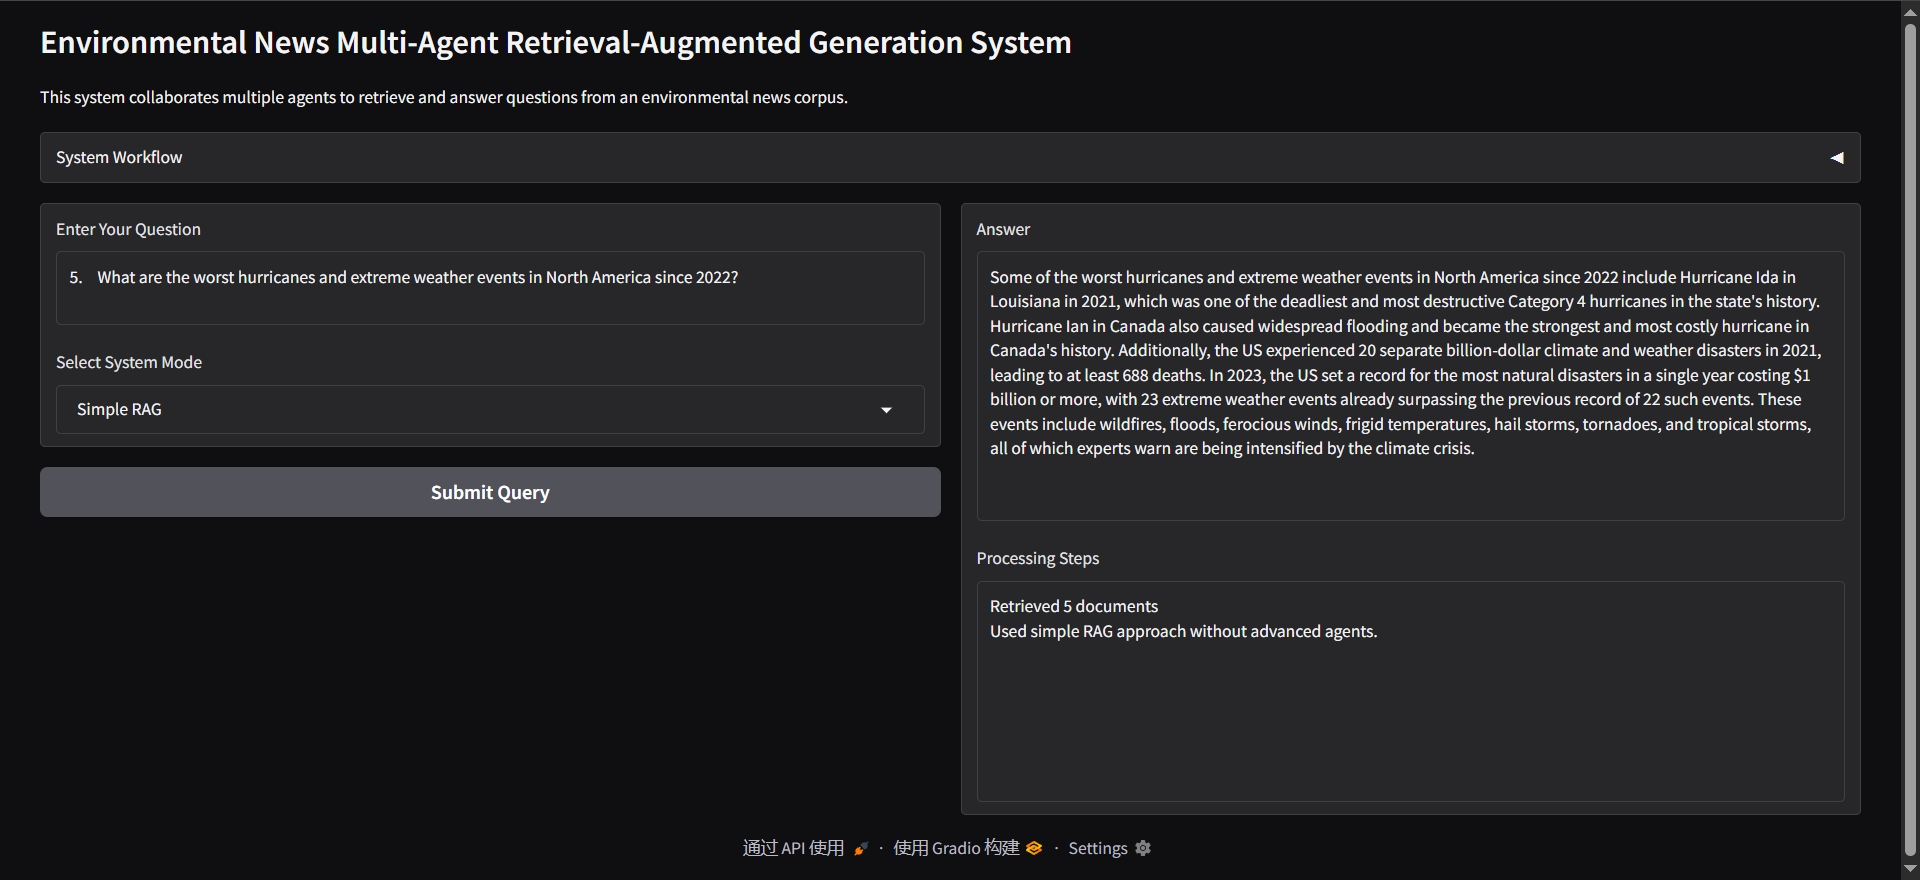 Environmental News Multi-Agent Retrieval-Augmented Generation System
This system collaborates multiple agents to retrieve and answer questions from an environmental news corpus.
System Workflow
Enter Your Question
5. What are the worst hurricanes and extreme weather events in North America since 2022?
Select System Mode
Simple RAG
Submit Query
Answer
Some of the worst hurricanes and extreme weather events in North America since 2022 include Hurricane Ida in
Louisiana in 2021, which was one of the deadliest and most destructive Category 4 hurricanes in the state's history.
Hurricane Ian in Canada also caused widespread flooding and became the strongest and most costly hurricane in
Canada's history. Additionally, the US experienced 20 separate billion-dollar climate and weather disasters in 2021,
leading to at least 688 deaths. In 2023, the US set a record for the most natural disasters in a single year costing $1
billion or more, with 23 extreme weather events already surpassing the previous record of 22 such events. These
events include wildfires, floods, ferocious winds, frigid temperatures, hail storms, tornadoes, and tropical storms,
all of which experts warn are being intensified by the climate crisis.
Processing Steps
Retrieved 5 documents
Used simple RAG approach without advanced agents.
通过 API 使用 · 使用 Gradio 构建 · Settings